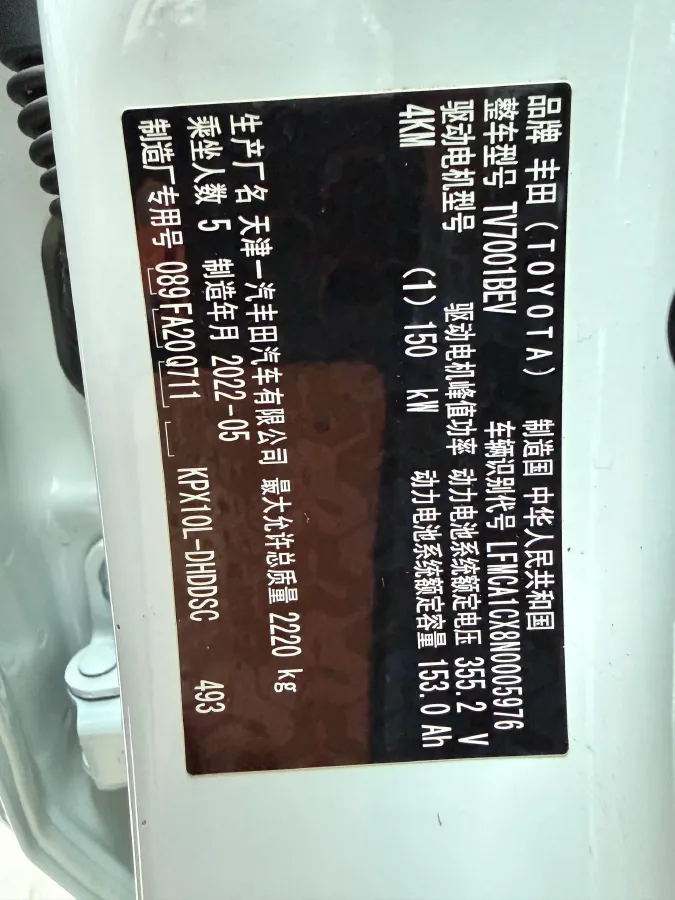 品牌 丰田(TOYOTA) 制造国 中华人民共和国
整车型号 TV7001BEV 车辆识别代号 LFMCA1CX8N0005976
驱动电机型号 驱动电机峰值功率 动力电池系统额定电压 355.2 V
4KM (1) 150 kW 动力电池系统额定容量 153.0 Ah
生产厂名 天津一汽丰田汽车有限公司 最大允许总质量 2220 kg
乘坐人数 5 制造年月 2022-05
制造厂专用号 089FA20Q711 KPX10L-DHDDSC 493